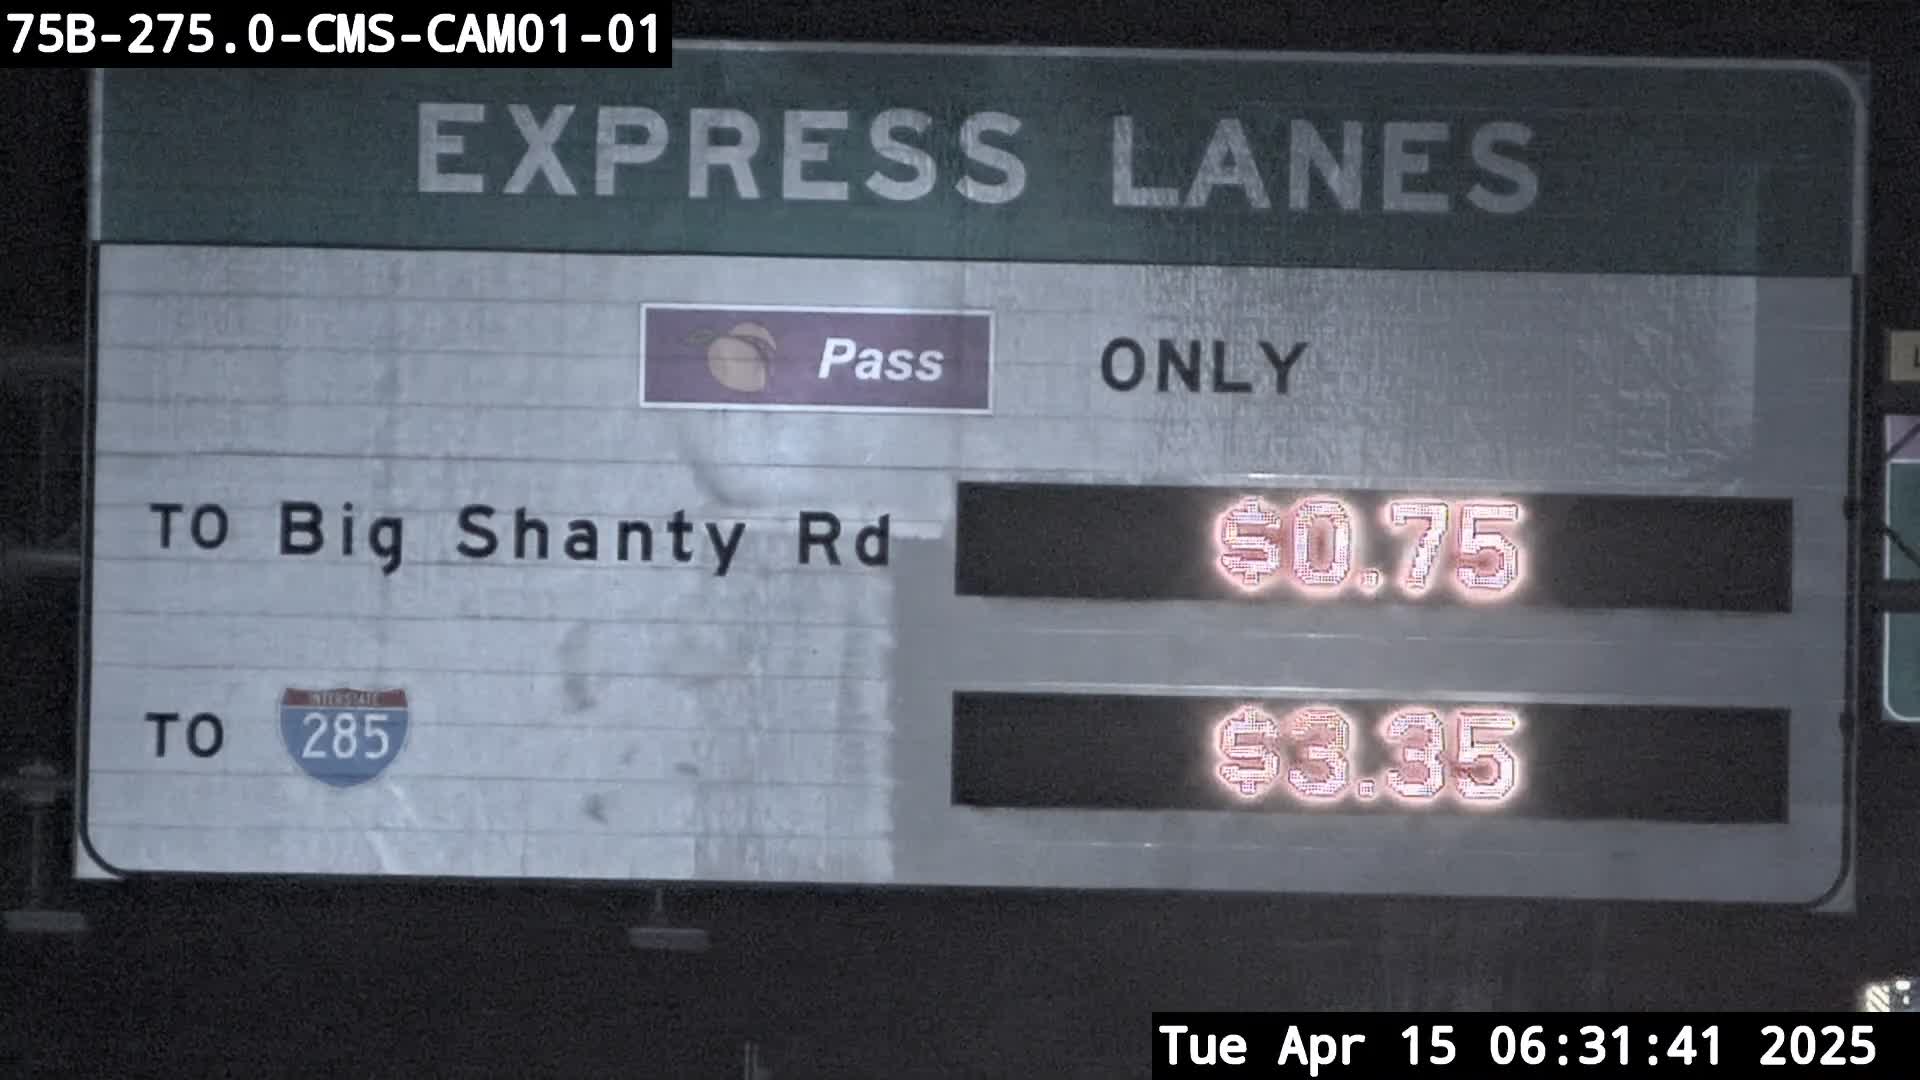 75B-275.0-CMS-CAM01-01
EXPRESS LANES
Pass ONLY
TO Big Shanty Rd $0.75
INTERSTATE
TO 285 $3.35
Tue Apr 15 06:31:41 2025